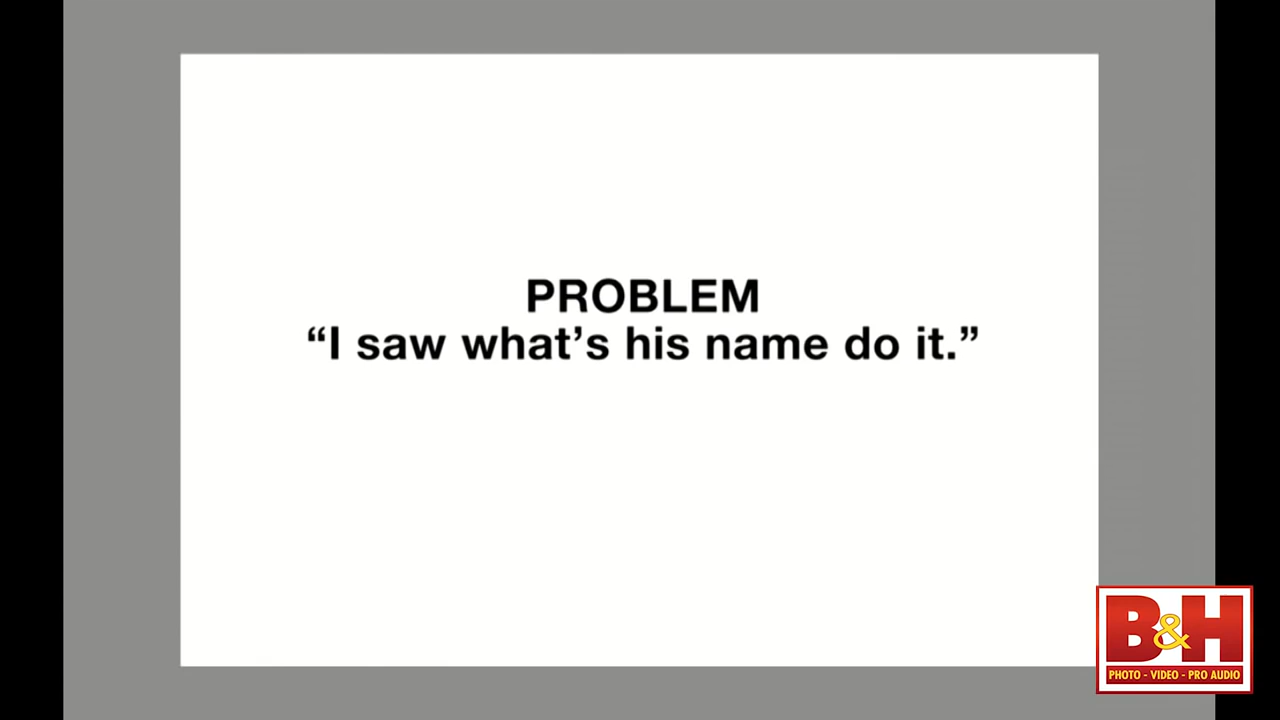 PROBLEM
“I saw what’s his name do it.”
B&H
PHOTO - VIDEO - PRO AUDIO